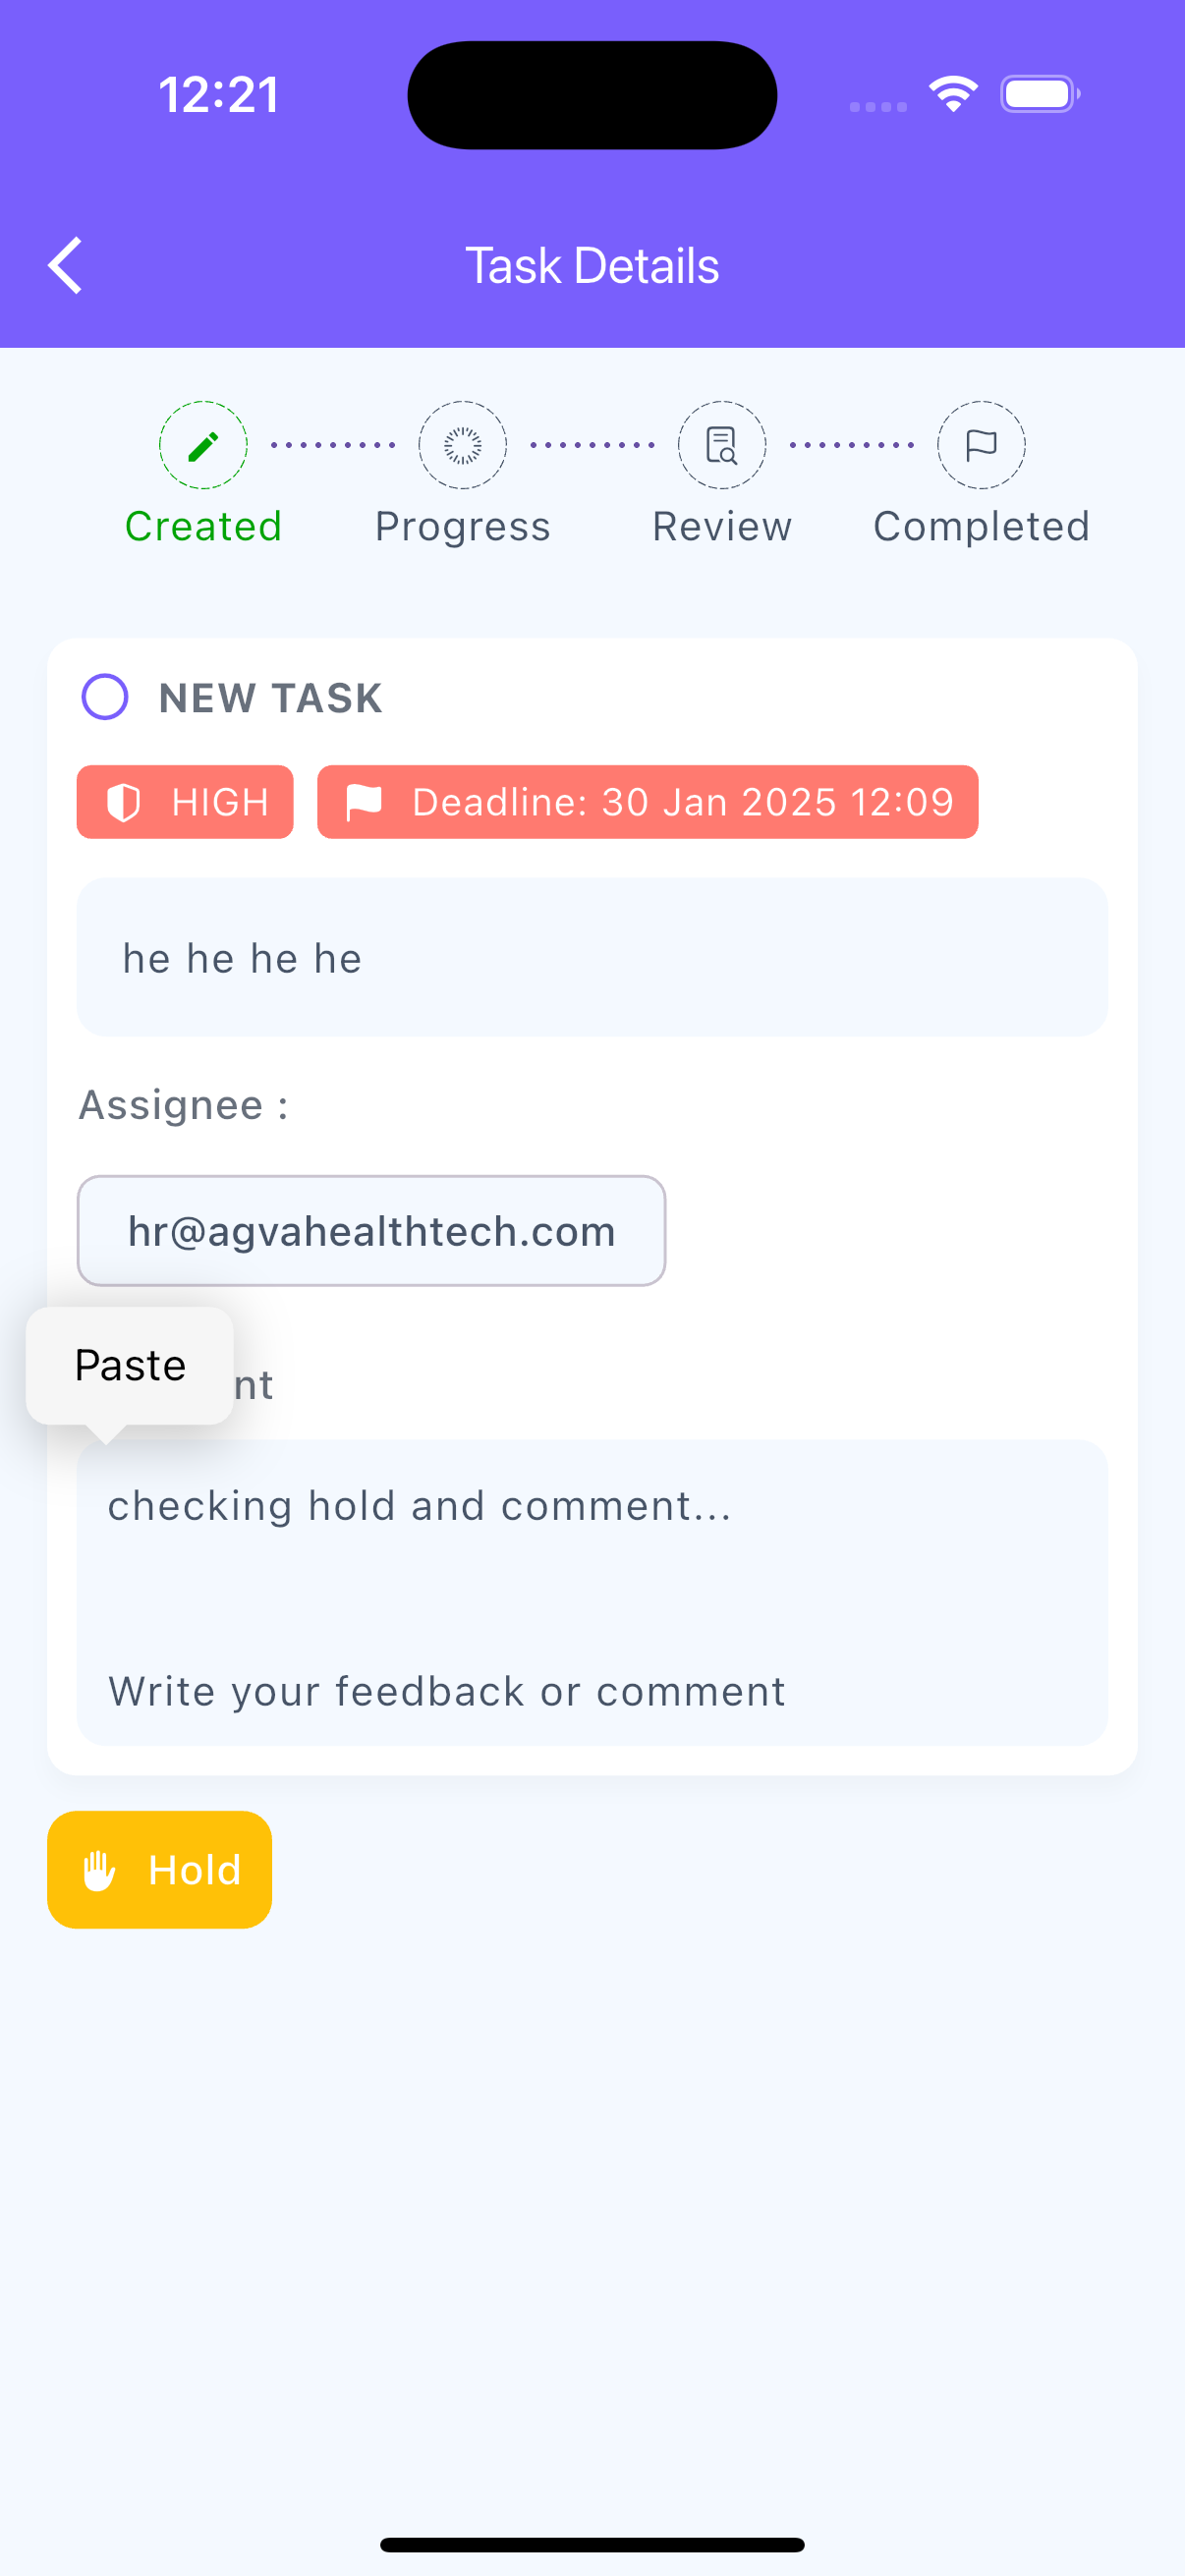 12:21
Task Details
Created Progress Review Completed
NEW TASK
HIGH Deadline: 30 Jan 2025 12:09
he he he he
Assignee :
hr@agvahealthtech.com
Paste
nt
checking hold and comment...
Write your feedback or comment
Hold